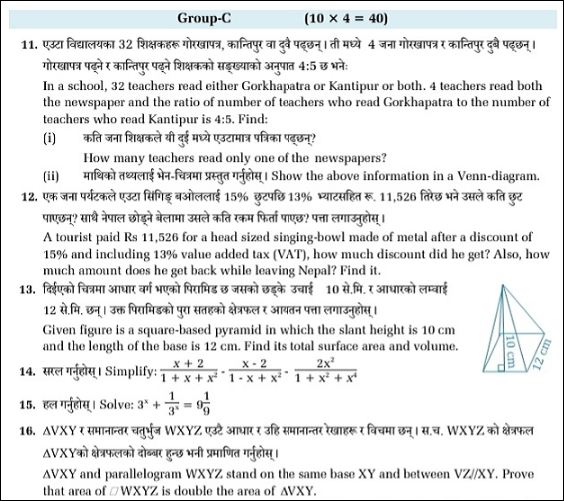 Group-C (10 × 4 = 40)
11. एउटा विद्यालयका 32 शिक्षकहरू गोरखापत्र, कान्तिपुर वा दुवै पढ्छन्। ती मध्ये 4 जना गोरखापत्र र कान्तिपुर दुबै पढ्छन्।
गोरखापत्र पढ्ने र कान्तिपुर पढ्ने शिक्षकको सङ्ख्याको अनुपात 4:5 छ भनेः
In a school, 32 teachers read either Gorkhapatra or Kantipur or both. 4 teachers read both
the newspaper and the ratio of number of teachers who read Gorkhapatra to the number of
teachers who read Kantipur is 4:5. Find:
(i) कति जना शिक्षकले यी दुई मध्ये एउटामात्र पत्रिका पढ्छन्?
How many teachers read only one of the newspapers?
(ii) माथिको तथ्यलाई भेन-चित्रमा प्रस्तुत गर्नुहोस्। Show the above information in a Venn-diagram.
12. एक जना पर्यटकले एउटा सिंगिङ्ग बओललाई 15% छुटपछि 13% भ्याटसहित रू. 11,526 तिरेछ भने उसले कति छुट
पाएछन्? साथै नेपाल छोड्ने बेलामा उसले कति रकम फिर्ता पाएछ? पत्ता लगाउनुहोस्।
A tourist paid Rs 11,526 for a head sized singing-bowl made of metal after a discount of
15% and including 13% value added tax (VAT), how much discount did he get? Also, how
much amount does he get back while leaving Nepal? Find it.
13. दिईएको चित्रमा आधार वर्ग भएको पिरामिड छ जसको छड्के उचाई 10 से.मि. र आधारको लम्वाई
12 से.मि. छन्। उक्त पिरामिडको पुरा सतहको क्षेत्रफल र आयतन पत्ता लगाउनुहोस्।
Given figure is a square-based pyramid in which the slant height is 10 cm
and the length of the base is 12 cm. Find its total surface area and volume.
10 cm
12 cm
14. सरल गर्नुहोस्। Simplify: (x + 2)/(1 + x + x²) - (x - 2)/(1 - x + x²) - 2x²/(1 + x² + x⁴)
15. हल गर्नुहोस्। Solve: 3ˣ + 1/3ˣ = 9 1/9
16. ΔVXY र समानान्तर चतुर्भुज WXYZ एउटै आधार र उहि समानान्तर रेखाहरू र विचमा छन्। स.च. WXYZ को क्षेत्रफल
ΔVXYको क्षेत्रफलको दोब्बर हुन्छ भनी प्रमाणित गर्नुहोस्।
ΔVXY and parallelogram WXYZ stand on the same base XY and between VZ//XY. Prove
that area of ▱WXYZ is double the area of ΔVXY.